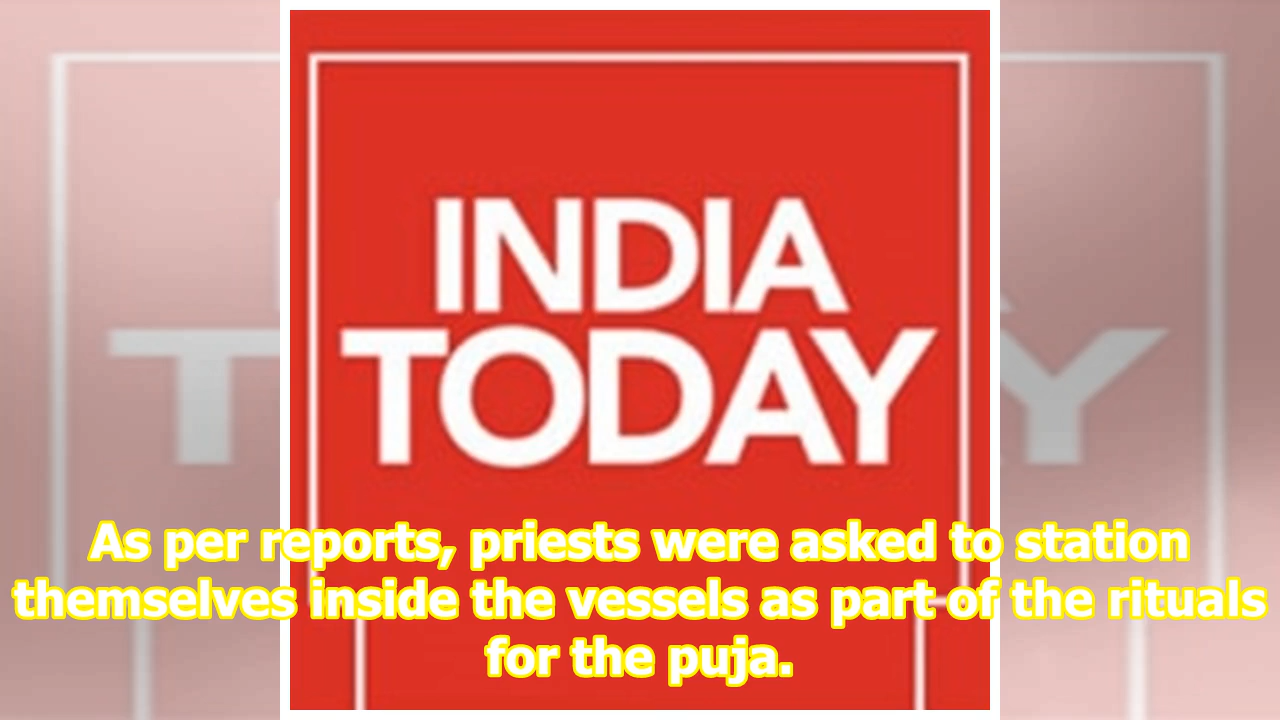 INDIA
TODAY
As per reports, priests were asked to station
themselves inside the vessels as part of the rituals
for the puja.